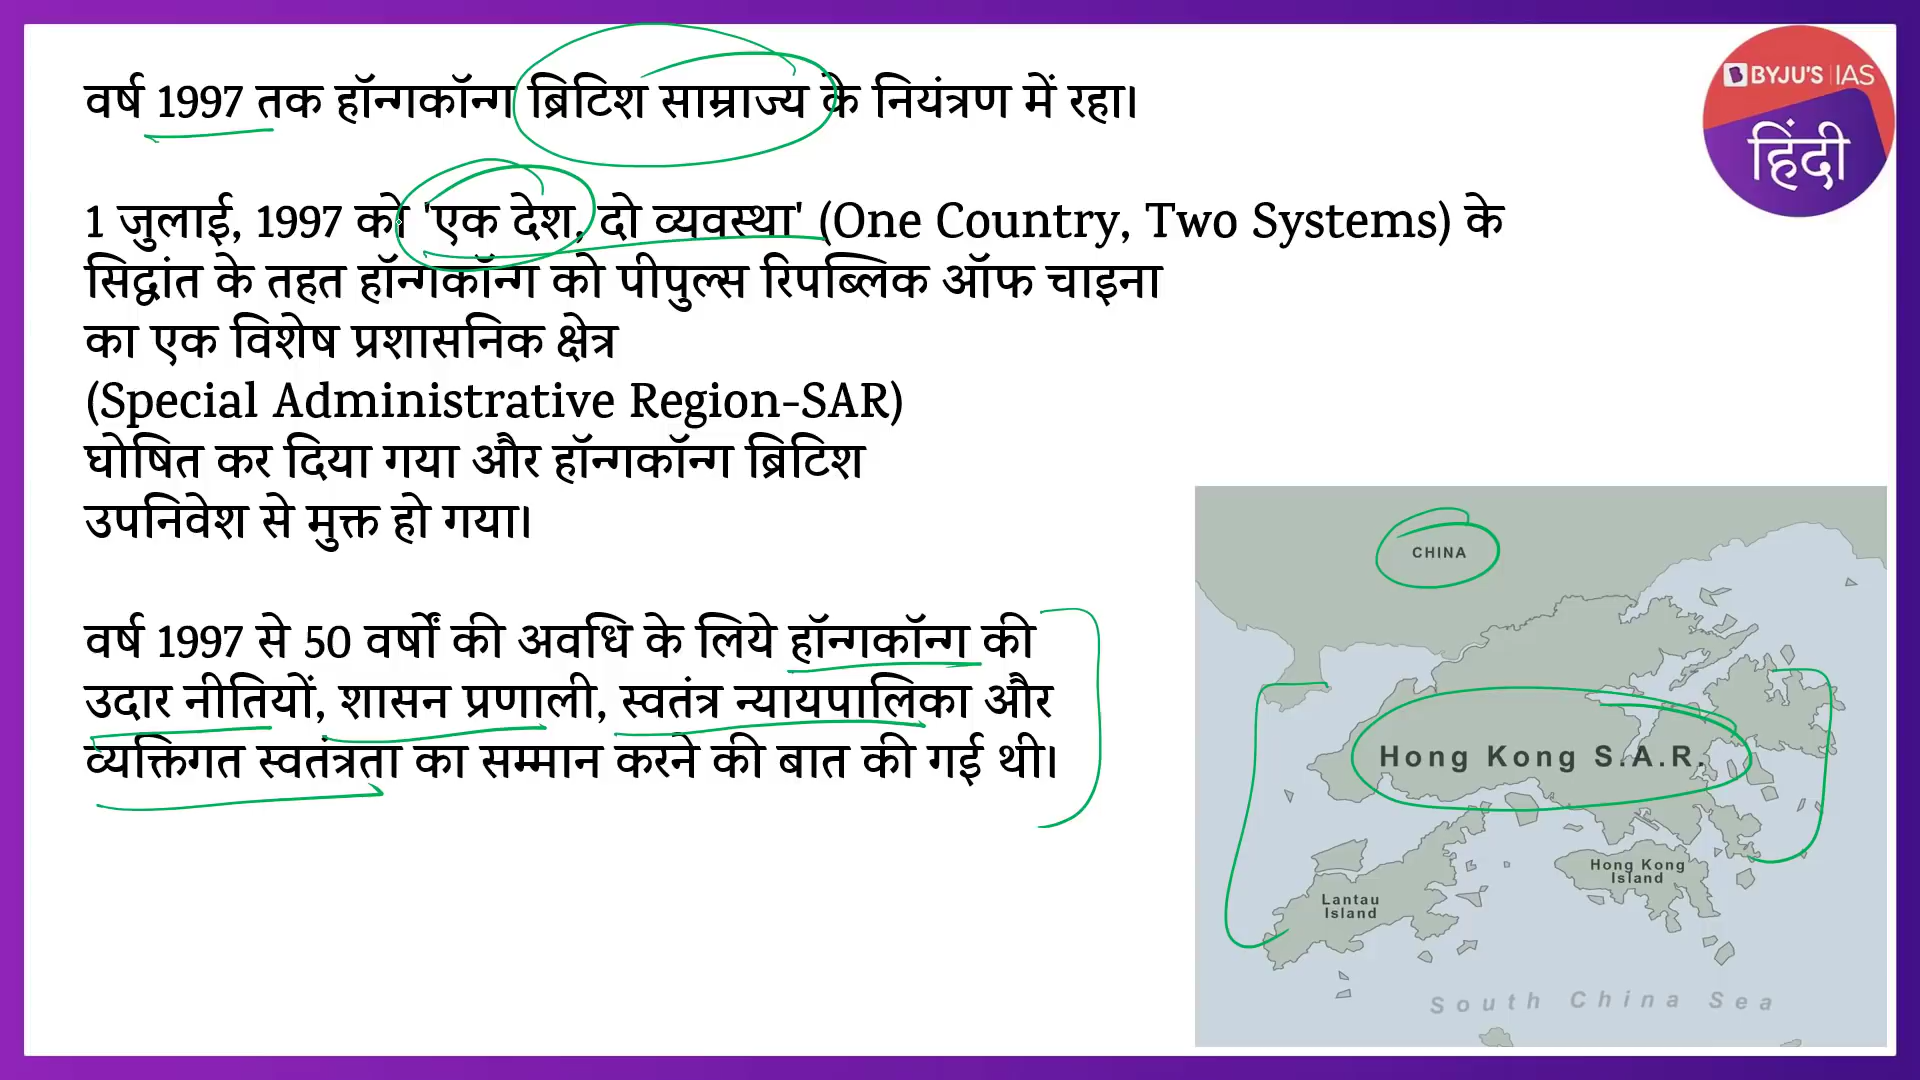 वर्ष 1997 तक हॉन्गकॉन्ग ब्रिटिश साम्राज्य के नियंत्रण में रहा।
1 जुलाई, 1997 को 'एक देश, दो व्यवस्था' (One Country, Two Systems) के
सिद्धांत के तहत हॉन्गकॉन्ग को पीपुल्स रिपब्लिक ऑफ चाइना
का एक विशेष प्रशासनिक क्षेत्र
(Special Administrative Region-SAR)
घोषित कर दिया गया और हॉन्गकॉन्ग ब्रिटिश
उपनिवेश से मुक्त हो गया।
वर्ष 1997 से 50 वर्षों की अवधि के लिये हॉन्गकॉन्ग की
उदार नीतियों, शासन प्रणाली, स्वतंत्र न्यायपालिका और
व्यक्तिगत स्वतंत्रता का सम्मान करने की बात की गई थी।
BYJU'S IAS
हिंदी
CHINA
Hong Kong S.A.R.
Hong Kong
Island
Lantau
Island
South China Sea